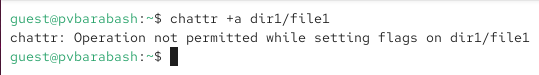 guest@pvbarabash:~$ chattr +a dir1/file1
chattr: Operation not permitted while setting flags on dir1/file1
guest@pvbarabash:~$